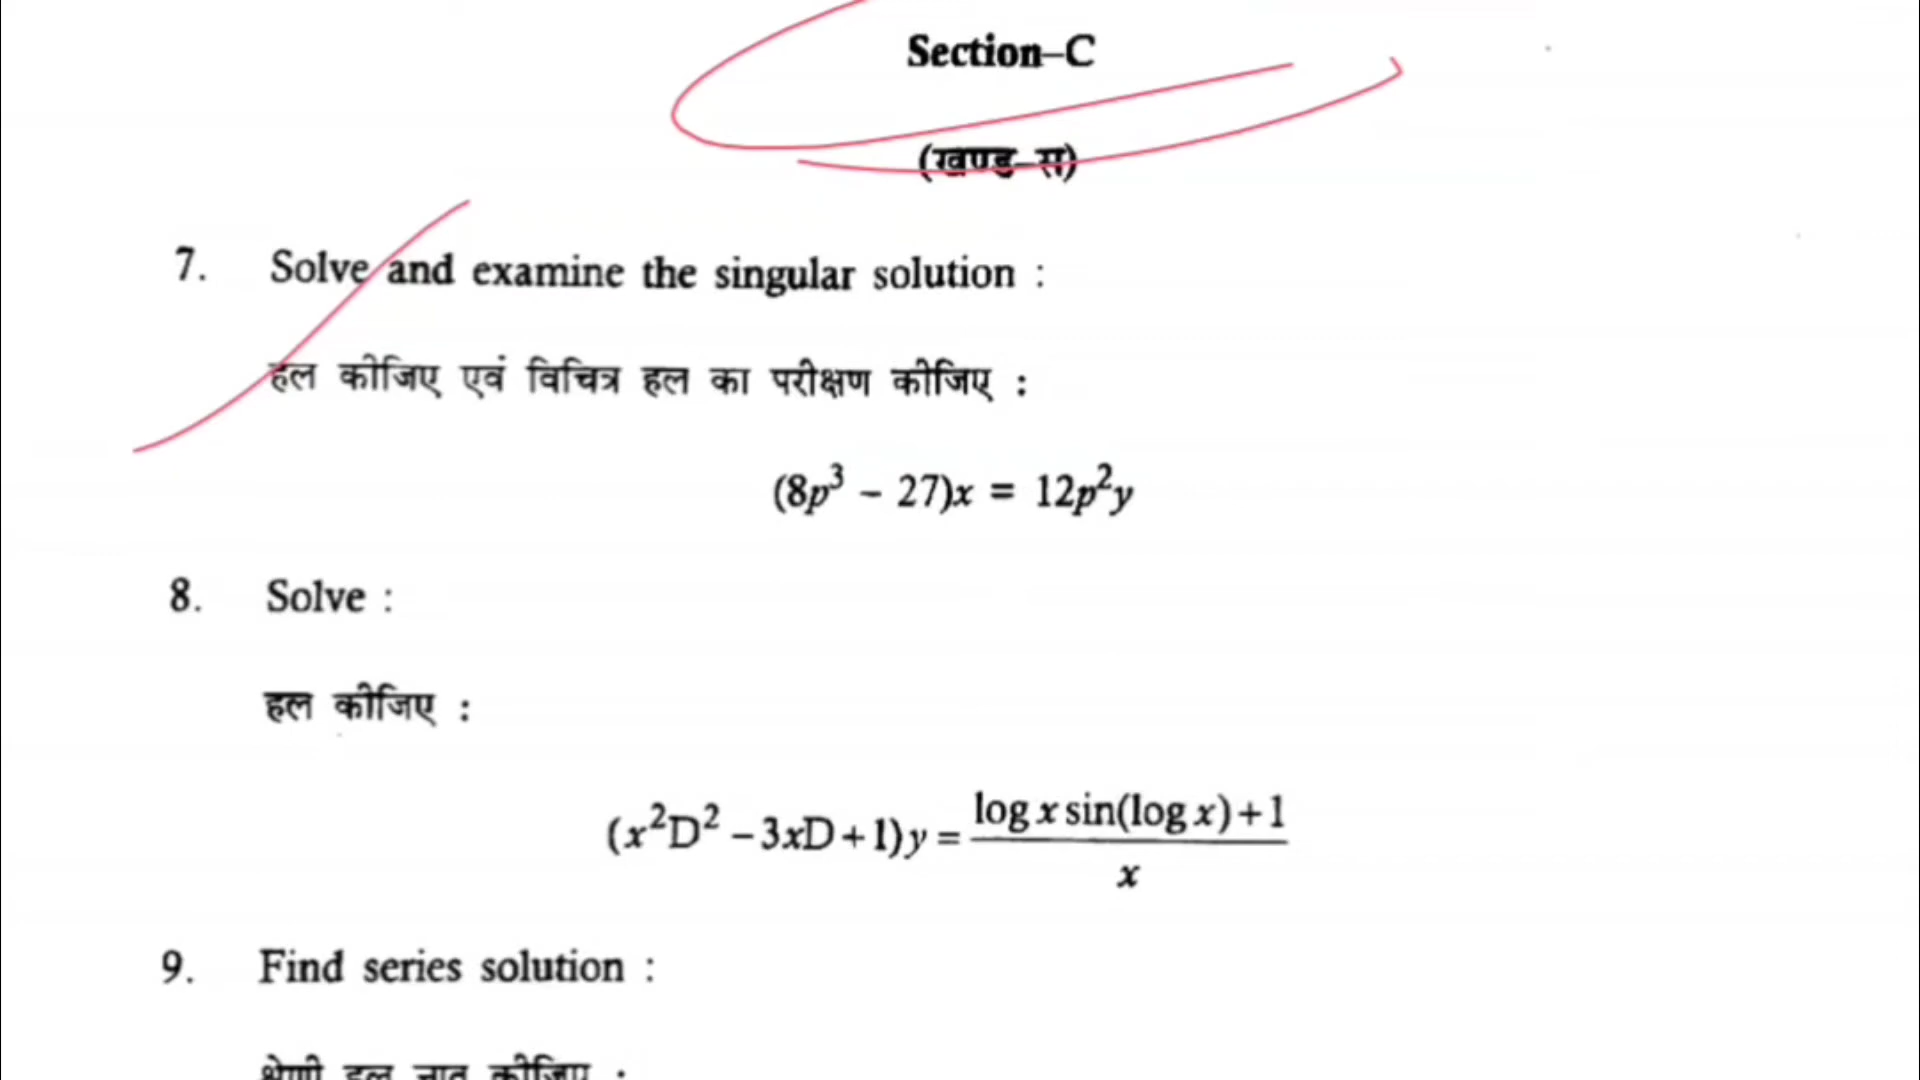 Section–C
(खण्ड–स)
7. Solve and examine the singular solution :
हल कीजिए एवं विचित्र हल का परीक्षण कीजिए :
(8p³ – 27)x = 12p²y
8. Solve :
हल कीजिए :
(x²D² – 3xD + 1) y = (log x sin(log x) + 1) / x
9. Find series solution :
श्रेणी हल ज्ञात कीजिए :